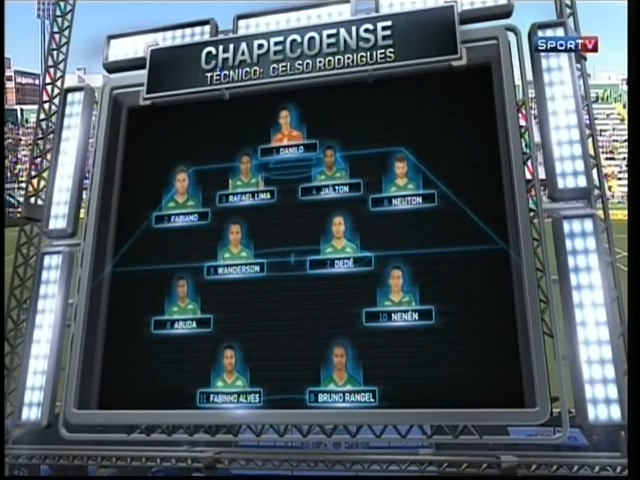 CHAPECOENSE
TÉCNICO: CELSO RODRIGUES
SPORTV
1 DANILO
2 FABIANO
3 RAFAEL LIMA
4 JAÍLTON
6 NEUTON
5 WANDERSON
7 DEDÉ
8 ABUDA
10 NENÉN
11 FABINHO ALVES
9 BRUNO RANGEL